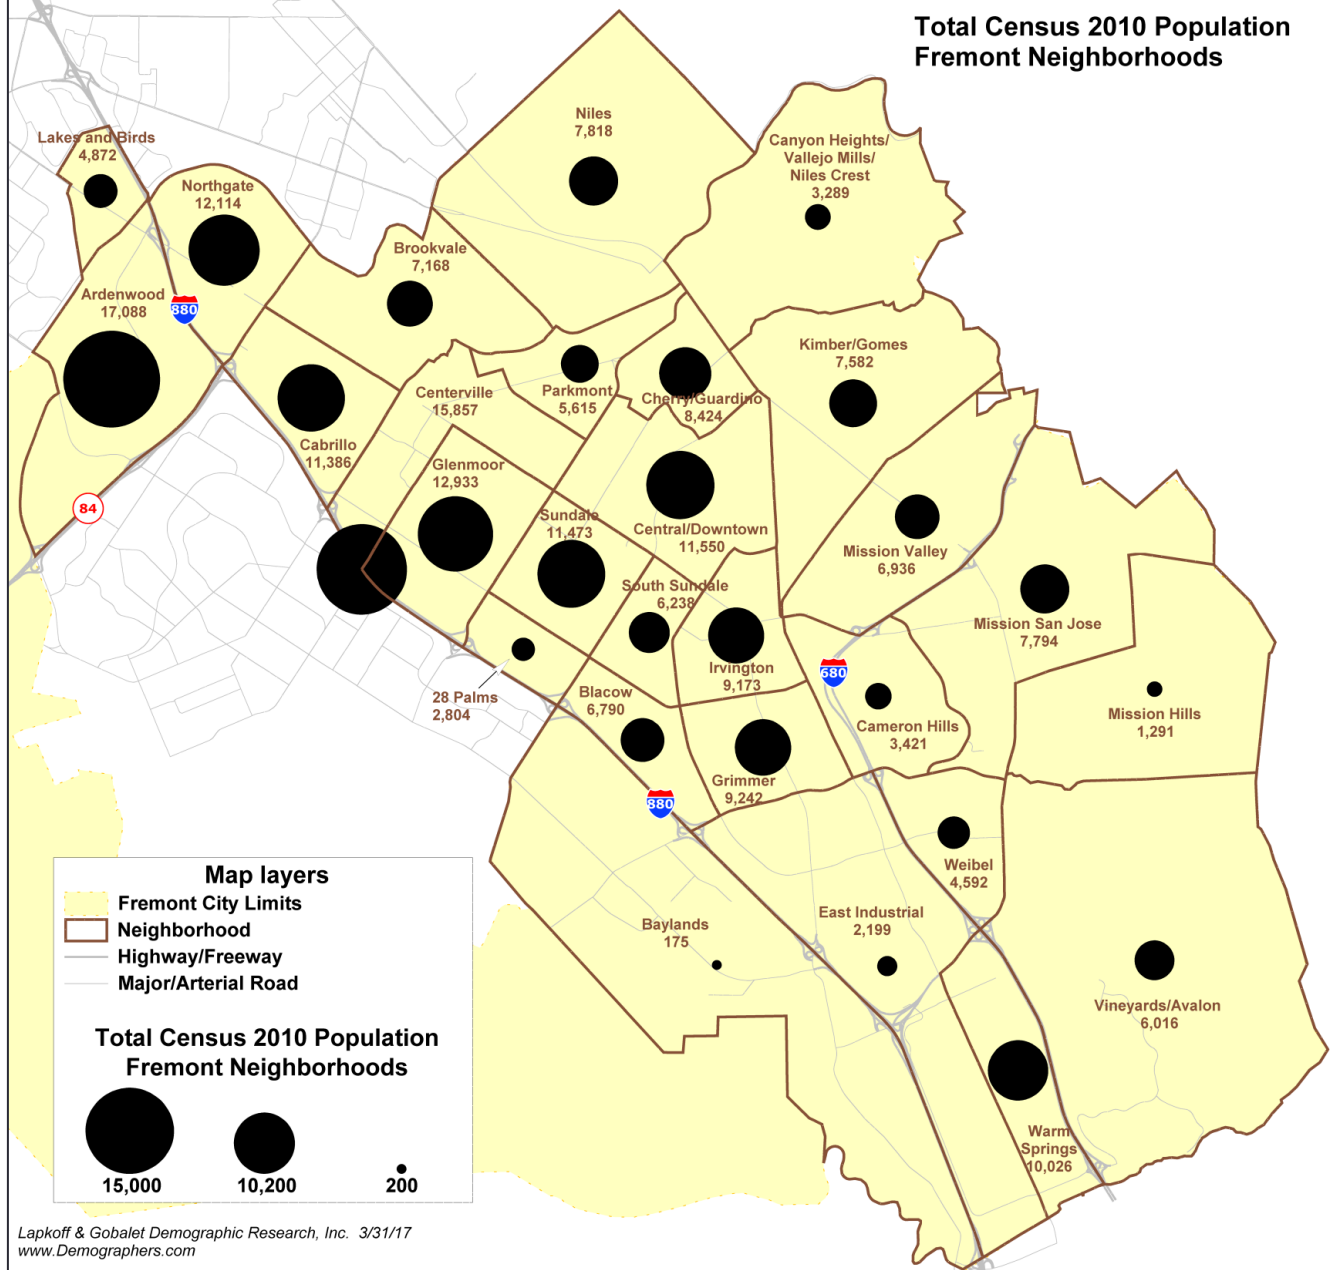 Total Census 2010 Population
Fremont Neighborhoods
Niles
7,818
Lakes and Birds
4,872
Canyon Heights/
Vallejo Mills/
Niles Crest
3,289
Northgate
12,114
Brookvale
7,168
Ardenwood
17,088
880
Kimber/Gomes
7,582
Centerville
15,857
Parkmont
5,615
Cherry/Guardino
8,424
Cabrillo
11,386
Glenmoor
12,933
84
Sundale
11,473
Central/Downtown
11,550
Mission Valley
6,936
South Sundale
6,238
Mission San Jose
7,794
Irvington
9,173
680
28 Palms
2,804
Blacow
6,790
Cameron Hills
3,421
Mission Hills
1,291
Grimmer
9,242
880
Weibel
4,592
Baylands
175
East Industrial
2,199
Vineyards/Avalon
6,016
Warm
Springs
10,026
Map layers
Fremont City Limits
Neighborhood
Highway/Freeway
Major/Arterial Road
Total Census 2010 Population
Fremont Neighborhoods
15,000
10,200
200
Lapkoff & Gobalet Demographic Research, Inc. 3/31/17
www.Demographers.com